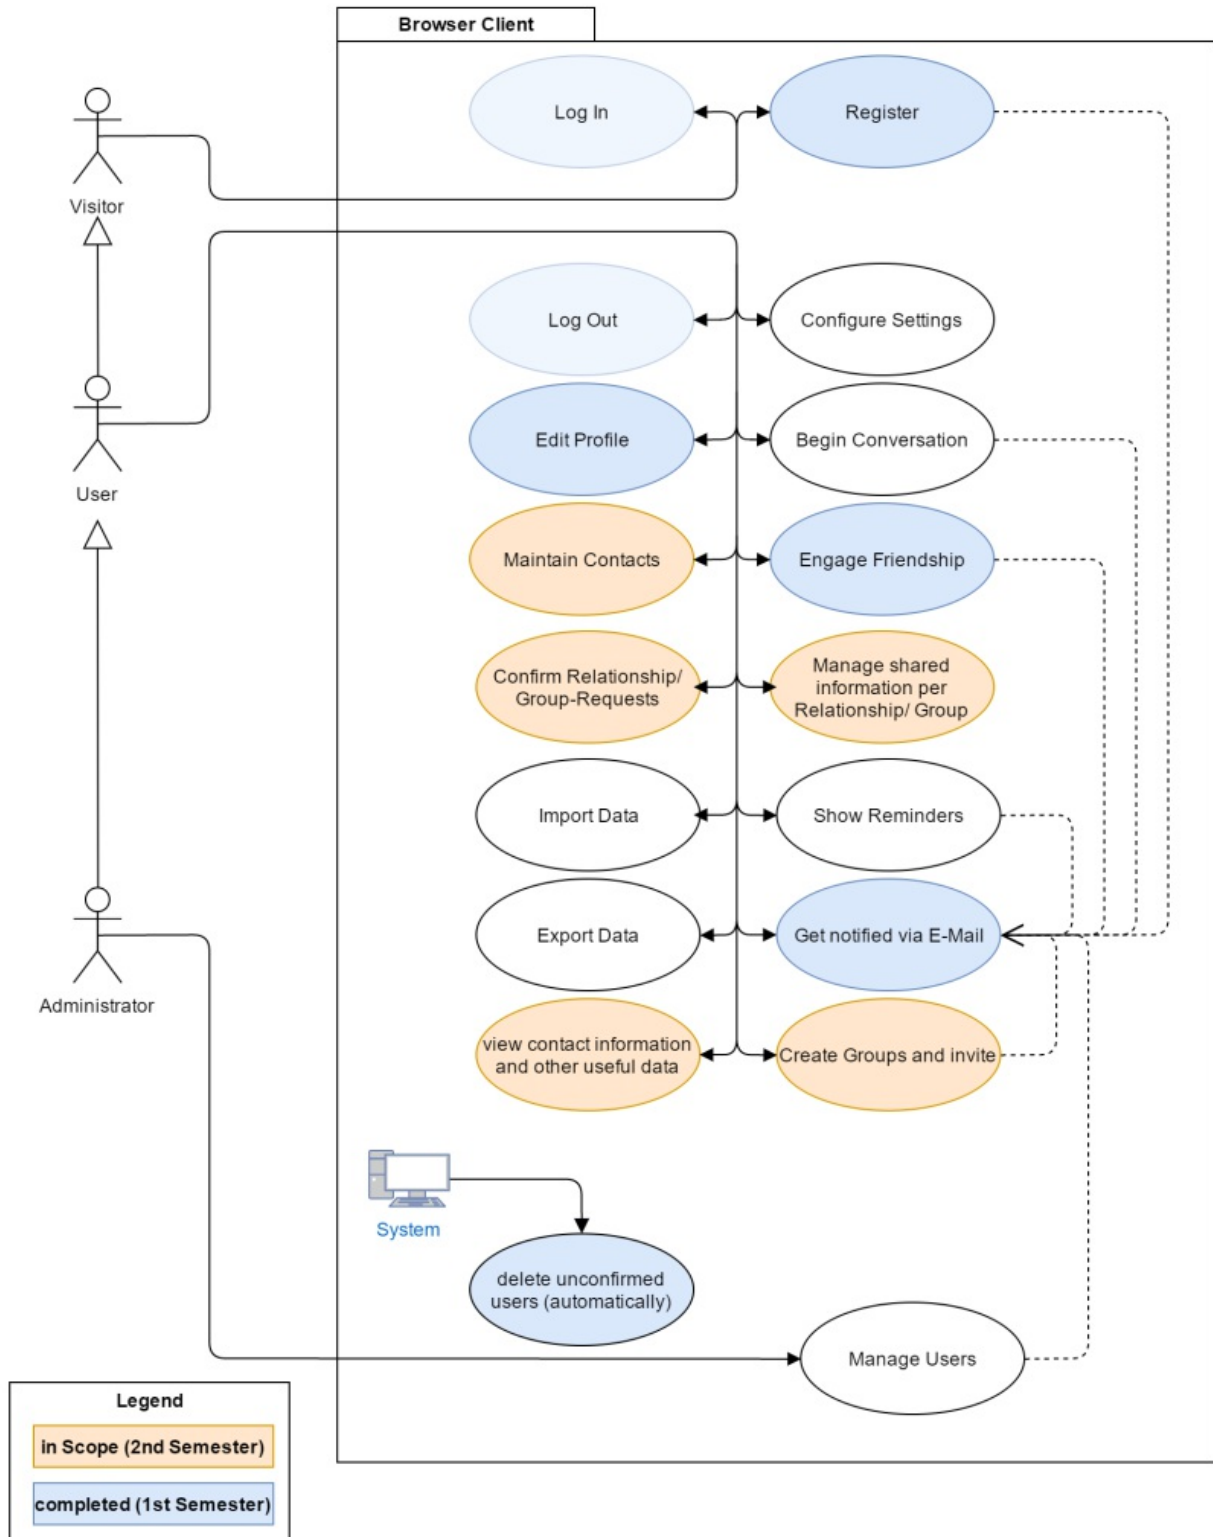 Browser Client
Log In
Register
Visitor
Log Out
Configure Settings
Edit Profile
Begin Conversation
User
Maintain Contacts
Engage Friendship
Confirm Relationship/
Group-Requests
Manage shared
information per
Relationship/ Group
Import Data
Show Reminders
Export Data
Get notified via E-Mail
Administrator
view contact information
and other useful data
Create Groups and invite
System
delete unconfirmed
users (automatically)
Manage Users
Legend
in Scope (2nd Semester)
completed (1st Semester)